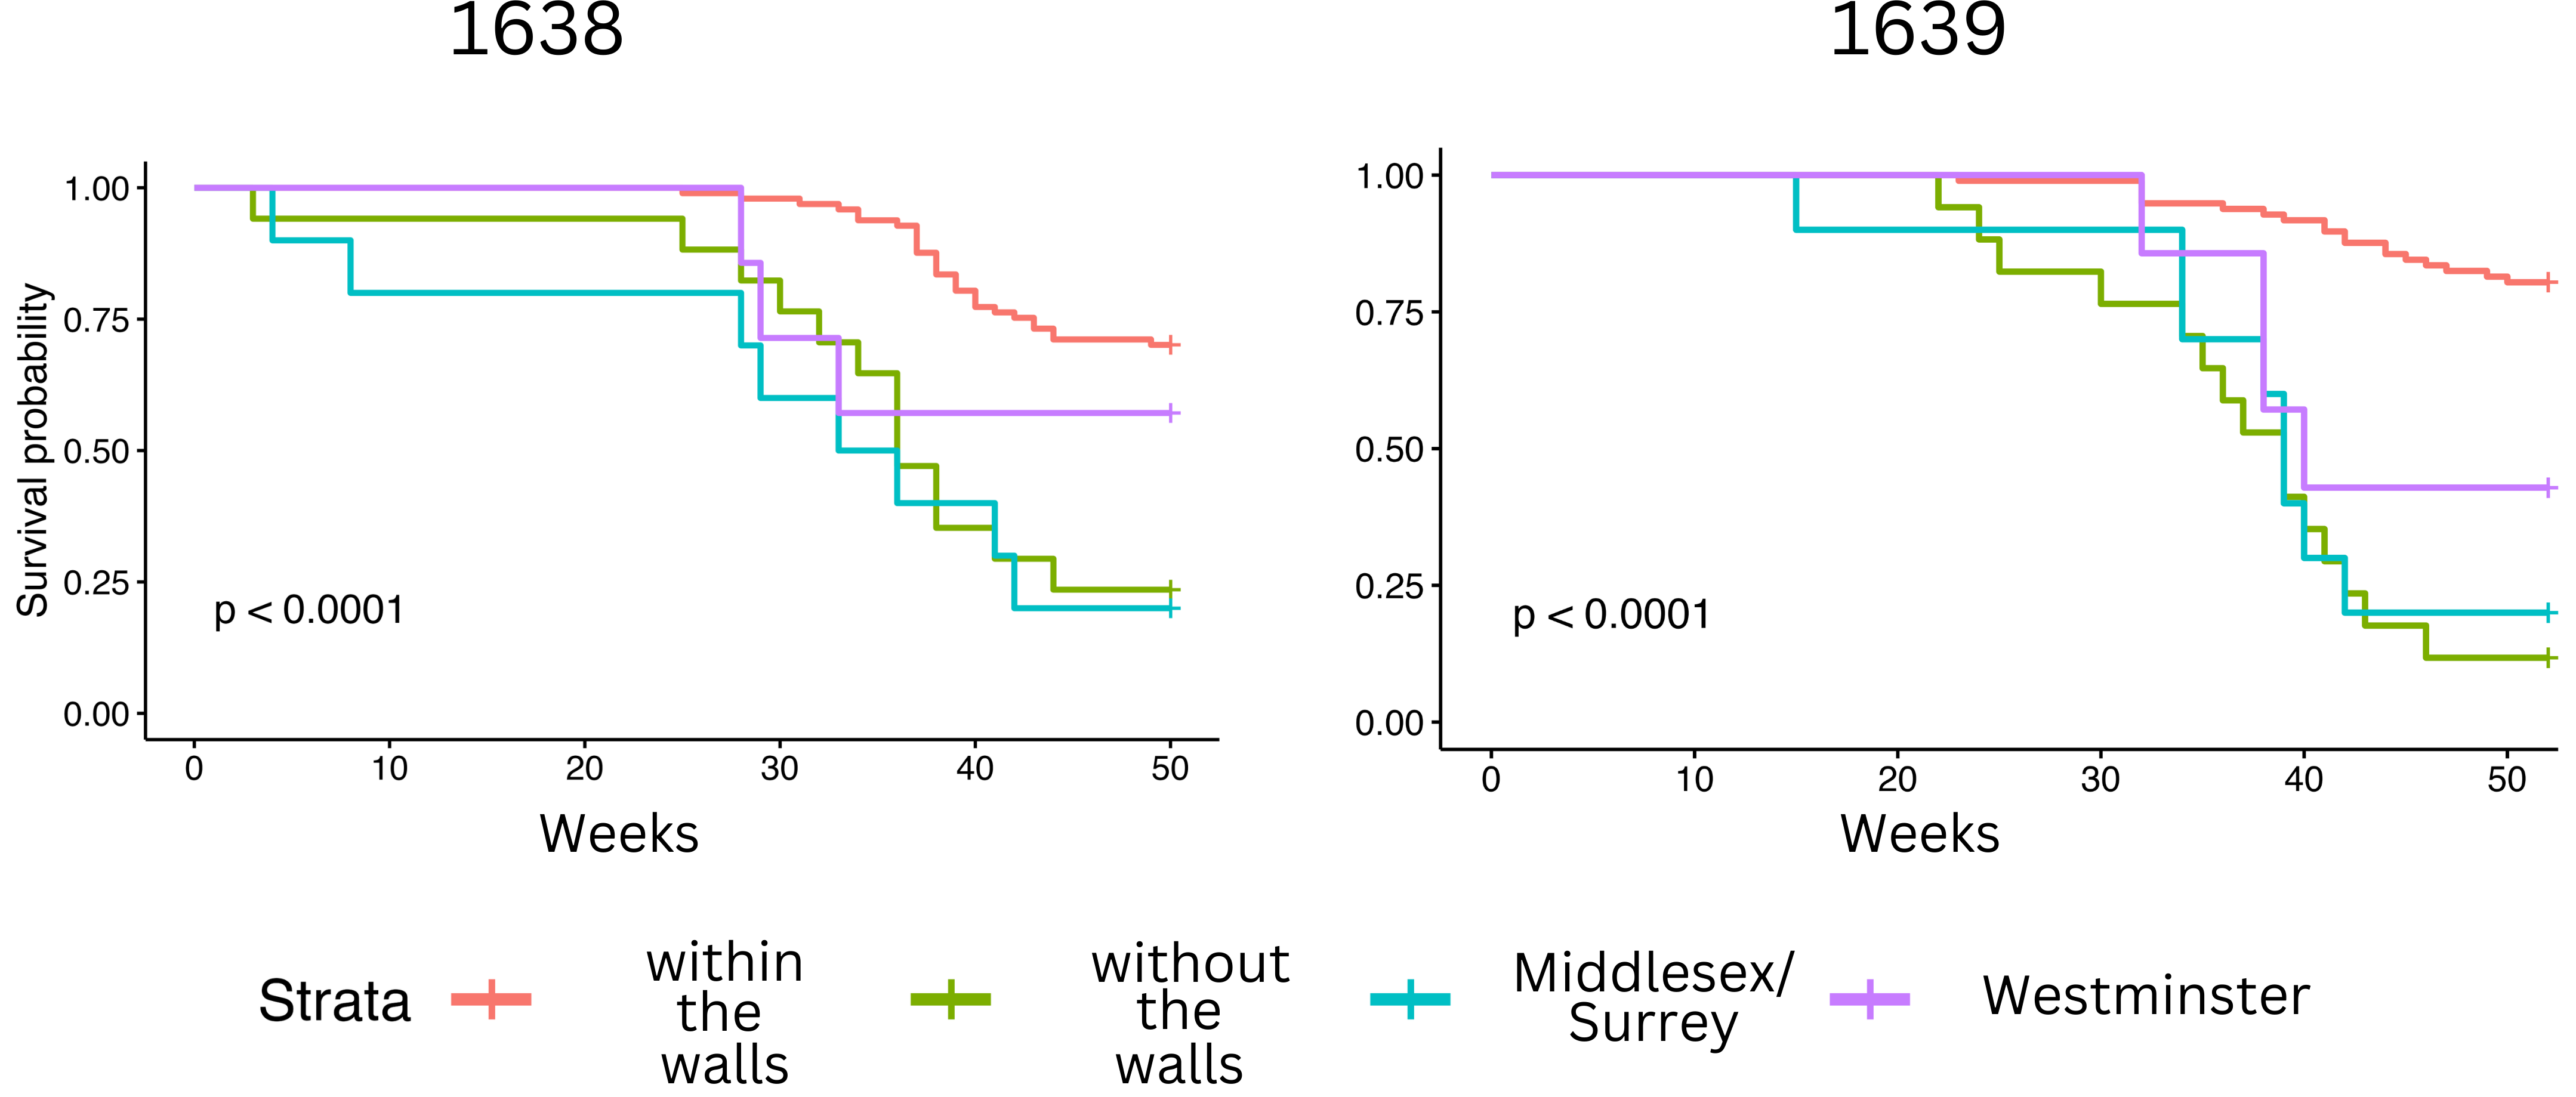 1638
1639
Survival probability
1.00
0.75
0.50
0.25
0.00
p < 0.0001
0 10 20 30 40 50
Weeks
1.00
0.75
0.50
0.25
0.00
p < 0.0001
0 10 20 30 40 50
Weeks
Strata
within
the
walls
without
the
walls
Middlesex/
Surrey
Westminster